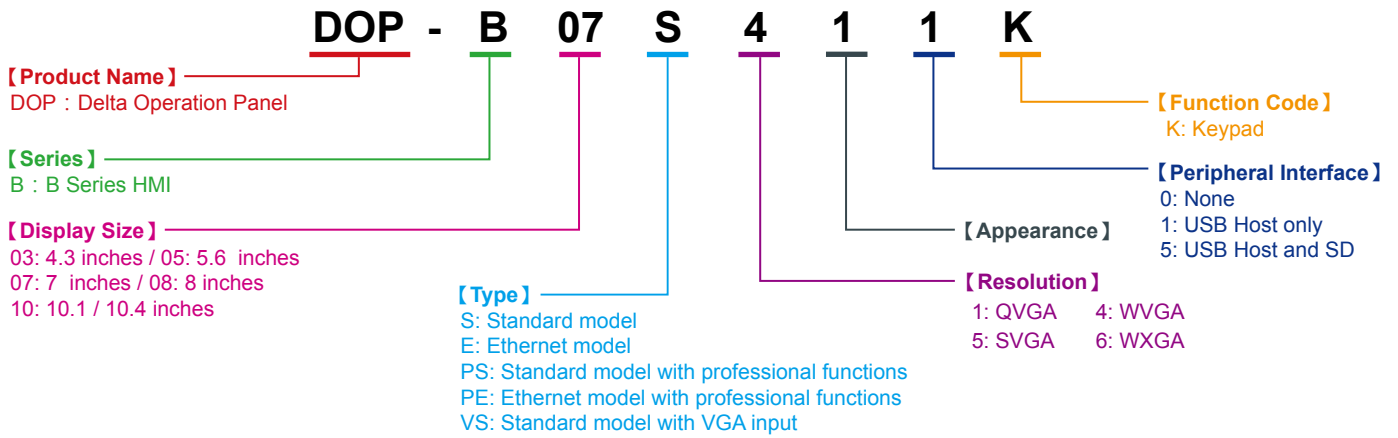 DOP - B 07 S 4 1 1 K
【Product Name】
DOP：Delta Operation Panel
【Series】
B：B Series HMI
【Display Size】
03: 4.3 inches / 05: 5.6 inches
07: 7 inches / 08: 8 inches
10: 10.1 / 10.4 inches
【Type】
S: Standard model
E: Ethernet model
PS: Standard model with professional functions
PE: Ethernet model with professional functions
VS: Standard model with VGA input
【Resolution】
1: QVGA 4: WVGA
5: SVGA 6: WXGA
【Appearance】
【Peripheral Interface】
0: None
1: USB Host only
5: USB Host and SD
【Function Code】
K: Keypad